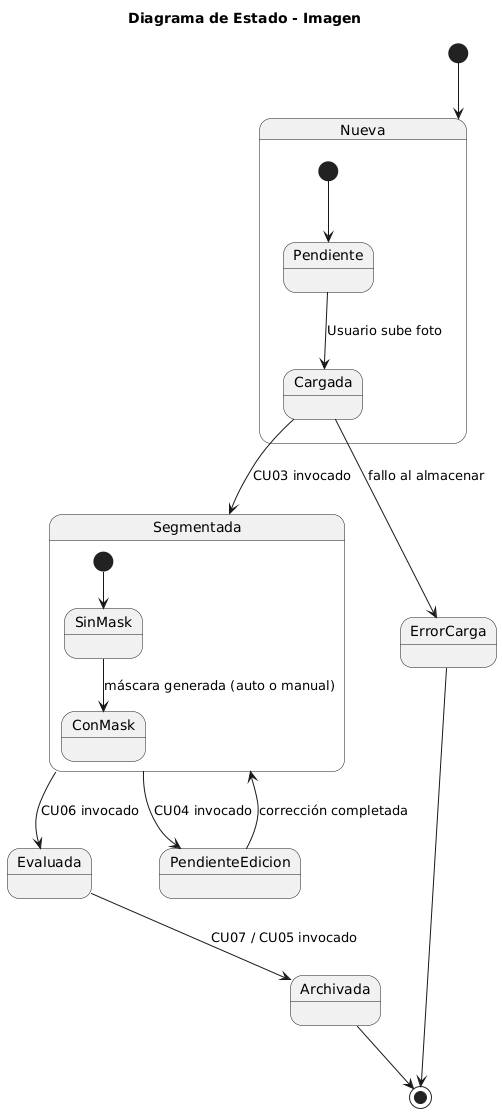 Diagrama de Estado - Imagen
Nueva
Pendiente
Usuario sube foto
Cargada
CU03 invocado
fallo al almacenar
Segmentada
SinMask
ErrorCarga
máscara generada (auto o manual)
ConMask
CU06 invocado
CU04 invocado
corrección completada
Evaluada
PendienteEdicion
CU07 / CU05 invocado
Archivada